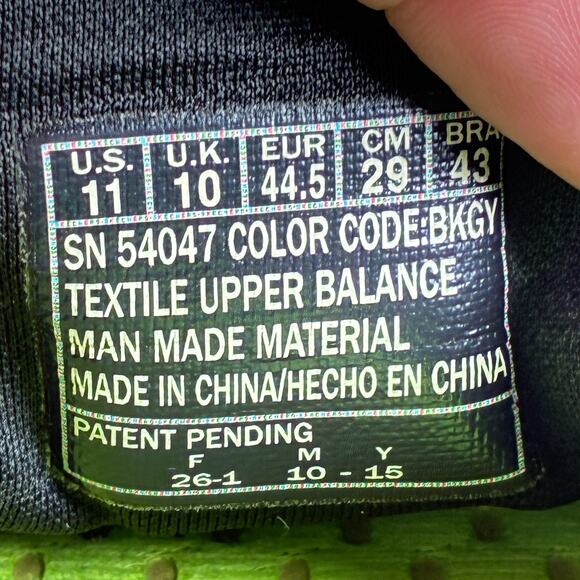 U.S. U.K. EUR CM BRA
11 10 44.5 29 43
SN 54047 COLOR CODE:BKGY
TEXTILE UPPER BALANCE
MAN MADE MATERIAL
MADE IN CHINA/HECHO EN CHINA
PATENT PENDING
F M Y
26-1 10 - 15